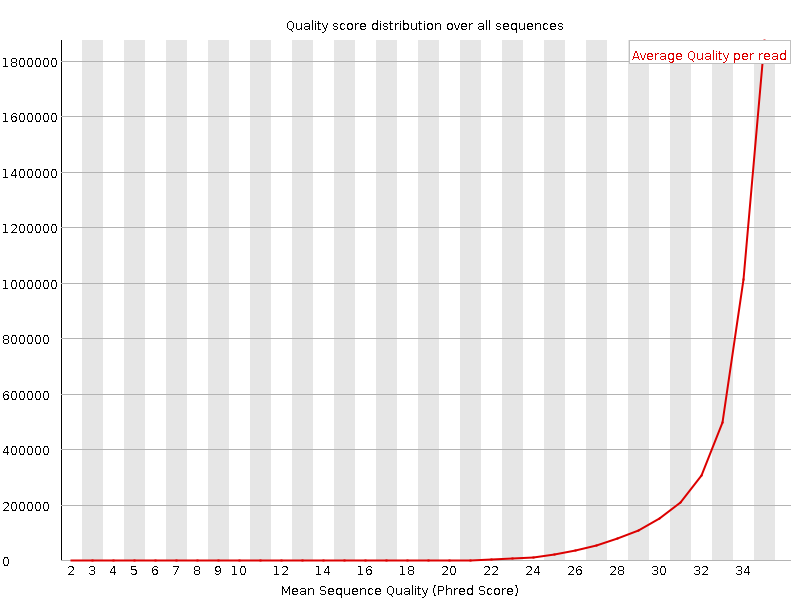 Quality score distribution over all sequences
Average Quality per read
1800000
1600000
1400000
1200000
1000000
800000
600000
400000
200000
0
2 3 4 5 6 7 8 9 10 12 14 16 18 20 22 24 26 28 30 32 34
Mean Sequence Quality (Phred Score)